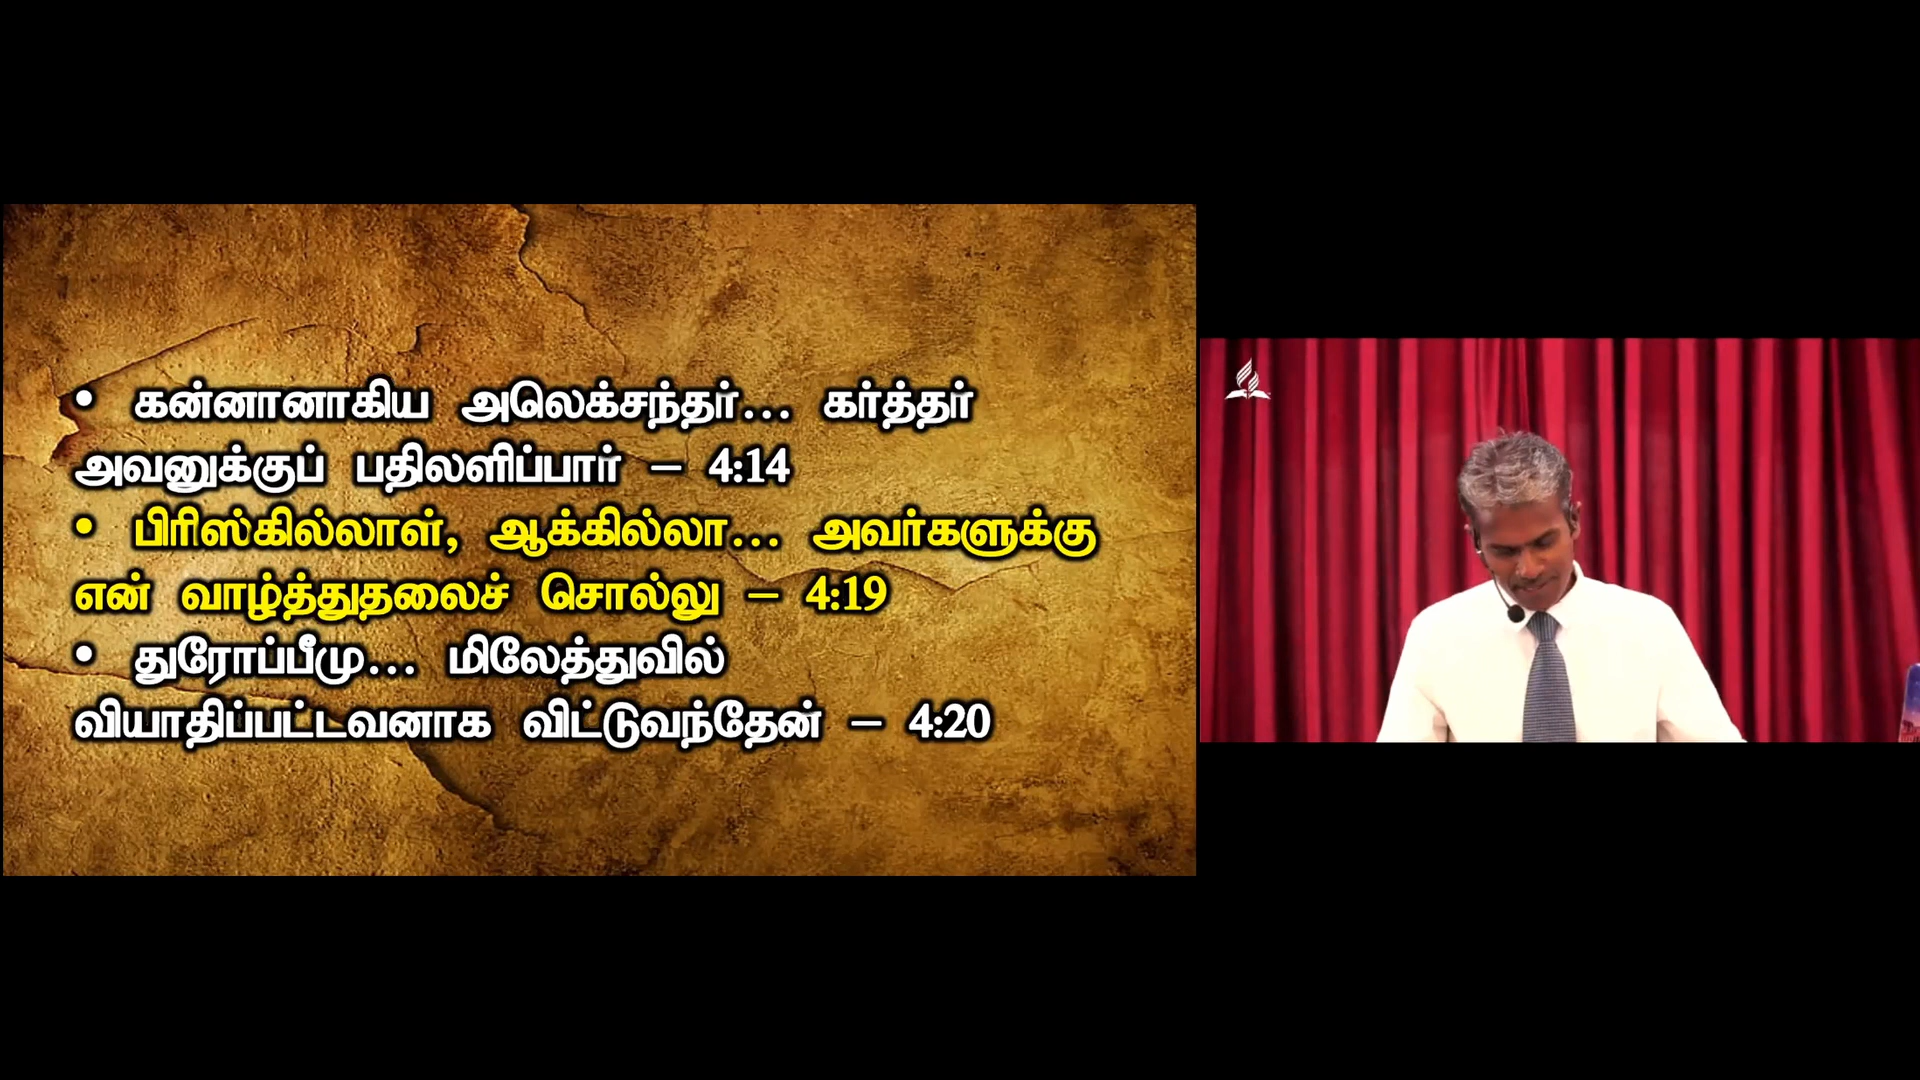 • கன்னானாகிய அலெக்சந்தர்... கர்த்தர்
அவனுக்குப் பதிலளிப்பார் – 4:14
• பிரிஸ்கில்லாள், ஆக்கில்லா... அவர்களுக்கு
என் வாழ்த்துதலைச் சொல்லு – 4:19
• துரோப்பீமு... மிலேத்துவில்
வியாதிப்பட்டவனாக விட்டுவந்தேன் – 4:20